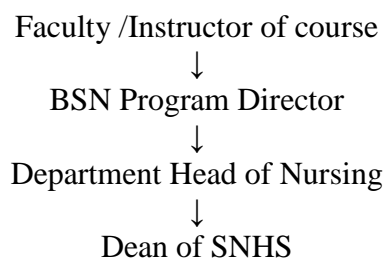 Faculty /Instructor of course
↓
BSN Program Director
↓
Department Head of Nursing
↓
Dean of SNHS